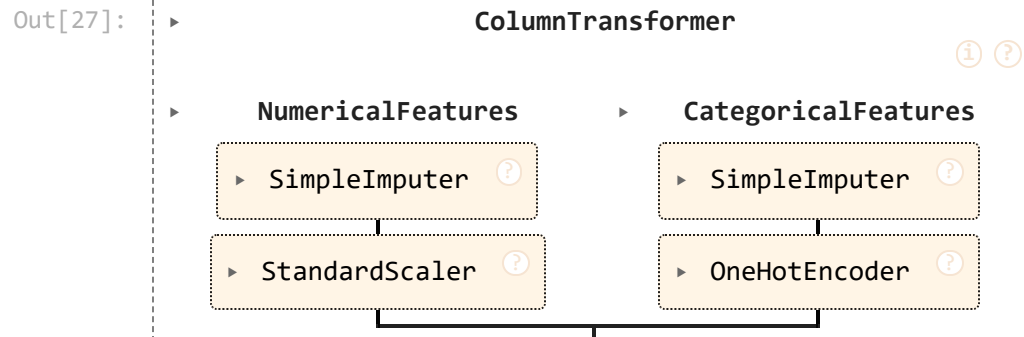 Out[27]: ▸ ColumnTransformer
i ?
▸ NumericalFeatures ▸ CategoricalFeatures
▸ SimpleImputer ? ▸ SimpleImputer ?
▸ StandardScaler ? ▸ OneHotEncoder ?